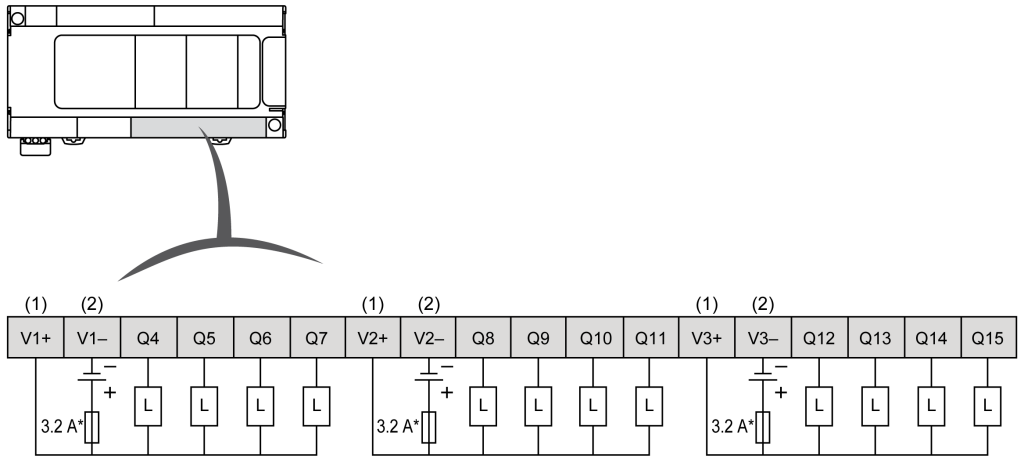 (1) (2) (1) (2) (1) (2)
V1+ V1– Q4 Q5 Q6 Q7 V2+ V2– Q8 Q9 Q10 Q11 V3+ V3– Q12 Q13 Q14 Q15
– – –
+ + +
L L L L L L L L L L L L
3.2 A* 3.2 A* 3.2 A*